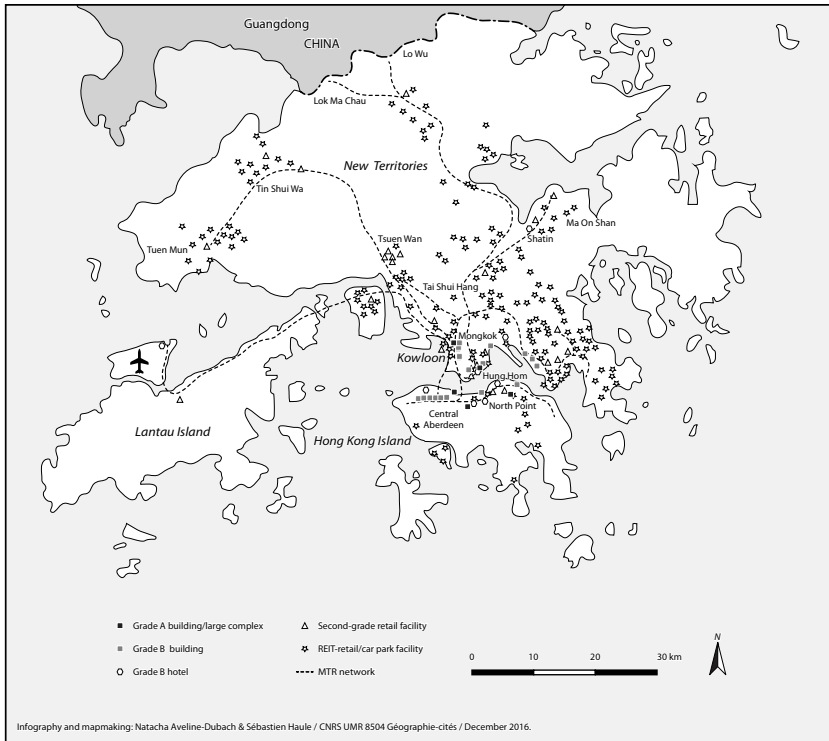 Guangdong
CHINA
Lo Wu
Lok Ma Chau
New Territories
Tin Shui Wa
Ma On Shan
Tuen Mun
Tsuen Wan
Shatin
Tai Shui Hang
Mongkok
Kowloon
Hung Hom
Central
North Point
Aberdeen
Lantau Island
Hong Kong Island
Grade A building/large complex
Grade B building
Grade B hotel
Second-grade retail facility
REIT-retail/car park facility
MTR network
N
0 10 20 30 km
Infography and mapmaking: Natacha Aveline-Dubach & Sébastien Haule / CNRS UMR 8504 Géographie-cités / December 2016.